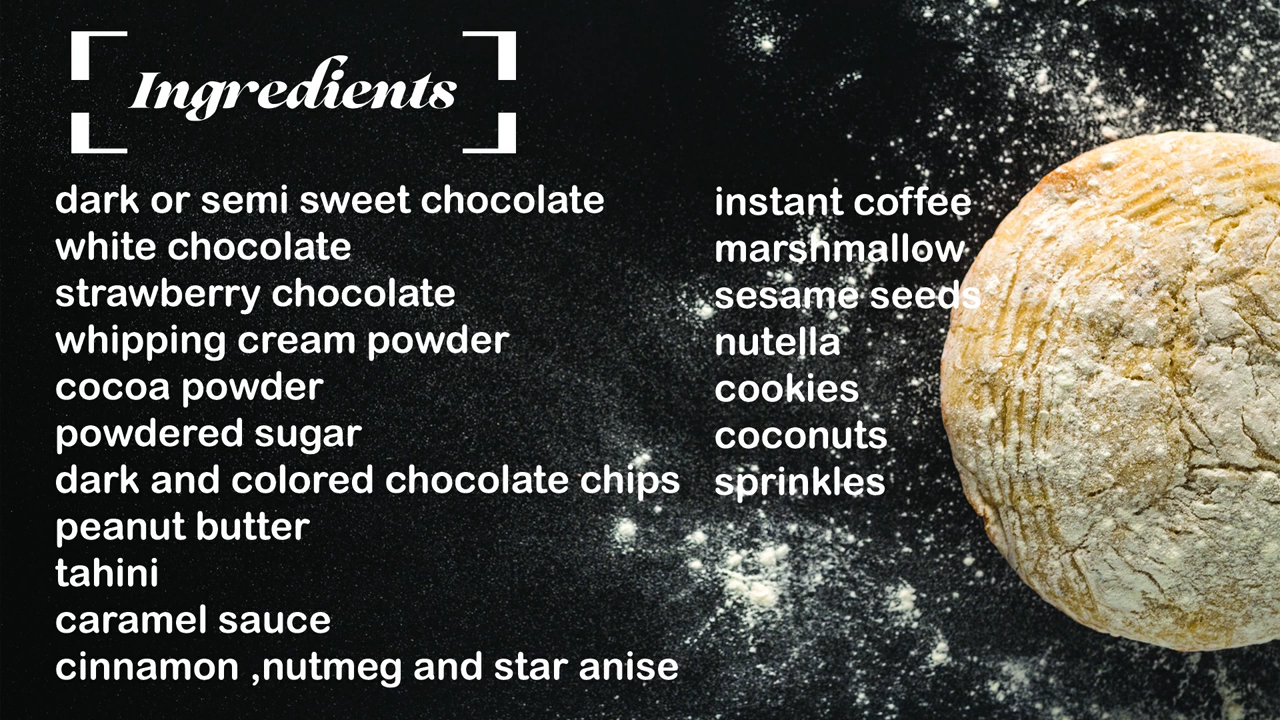 Ingredients
dark or semi sweet chocolate
white chocolate
strawberry chocolate
whipping cream powder
cocoa powder
powdered sugar
dark and colored chocolate chips
peanut butter
tahini
caramel sauce
cinnamon ,nutmeg and star anise
instant coffee
marshmallow
sesame seeds
nutella
cookies
coconuts
sprinkles